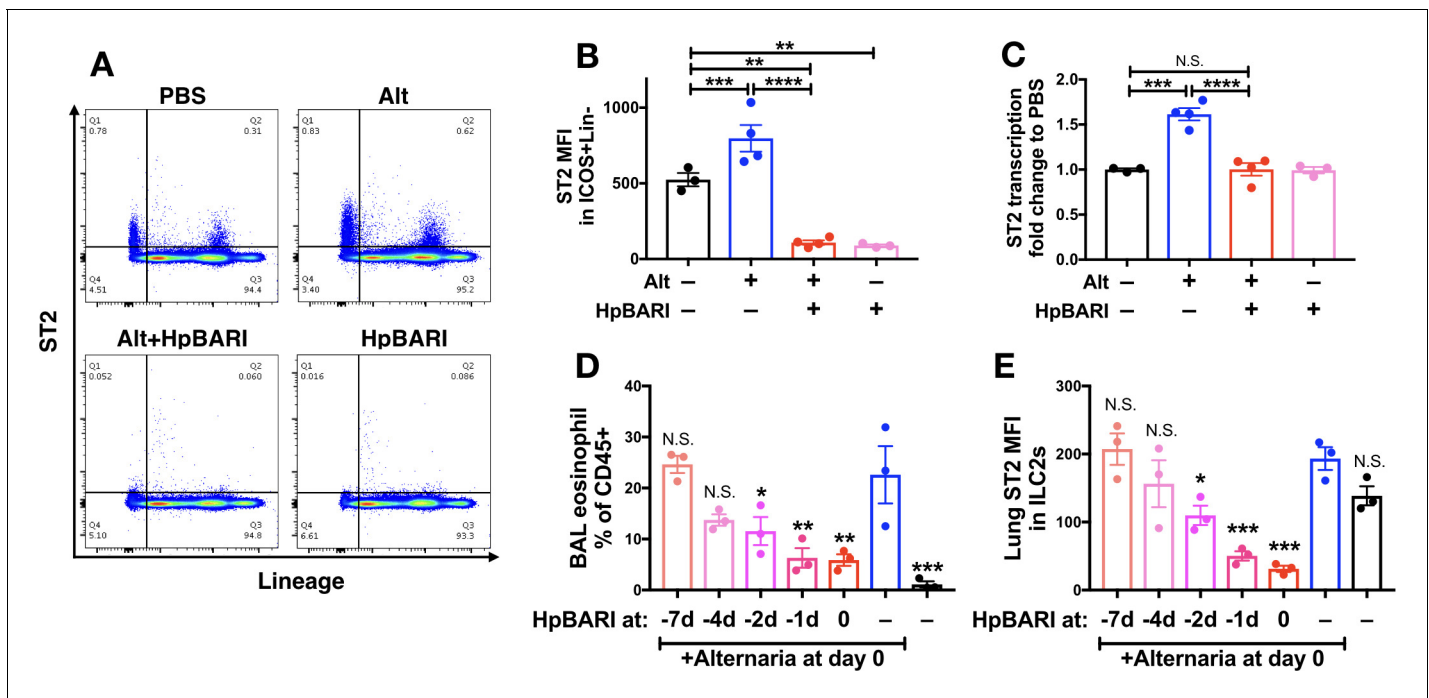 A
PBS
Alt
Q1
0.78
Q2
0.31
Q4
4.51
Q3
94.4
Q1
0.83
Q2
0.62
Q4
3.40
Q3
95.2
Alt+HpBARI
HpBARI
Q1
0.052
Q2
0.060
Q4
5.10
Q3
94.8
Q1
0.016
Q2
0.086
Q4
6.61
Q3
93.3
ST2
Lineage
B
**
**
*** ****
ST2 MFI
in ICOS+Lin-
1000
500
0
Alt – + + –
HpBARI – – + +
C
N.S.
*** ****
ST2 transcription
fold change to PBS
2.0
1.5
1.0
0.5
0.0
Alt – + + –
HpBARI – – + +
D
BAL eosinophil
% of CD45+
40
30
20
10
0
N.S. N.S. * ** ** ***
HpBARI at: -7d -4d -2d -1d 0 – –
+Alternaria at day 0
E
Lung ST2 MFI
in ILC2s
300
200
100
0
N.S. N.S. * *** *** N.S.
HpBARI at: -7d -4d -2d -1d 0 – –
+Alternaria at day 0